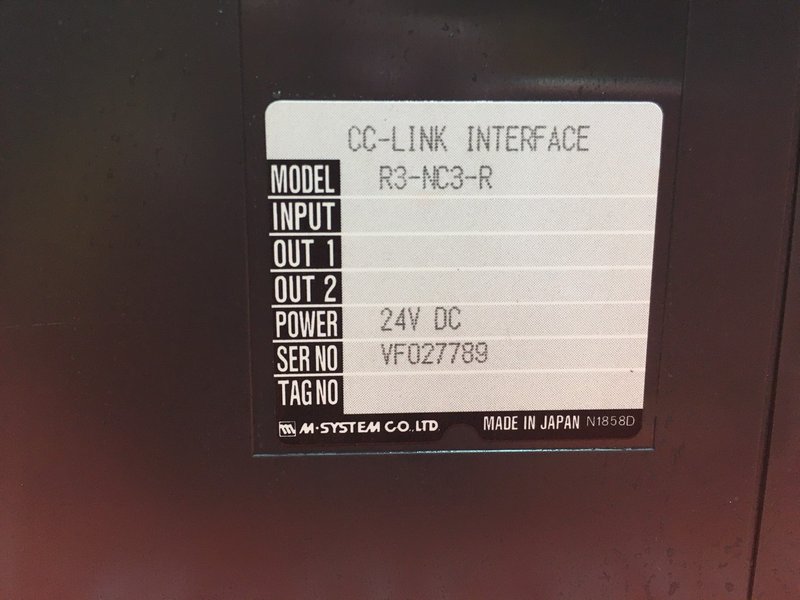 CC-LINK INTERFACE
MODEL R3-NC3-R
INPUT
OUT 1
OUT 2
POWER 24V DC
SER NO VF027789
TAG NO
M-SYSTEM CO.,LTD. MADE IN JAPAN N1858D